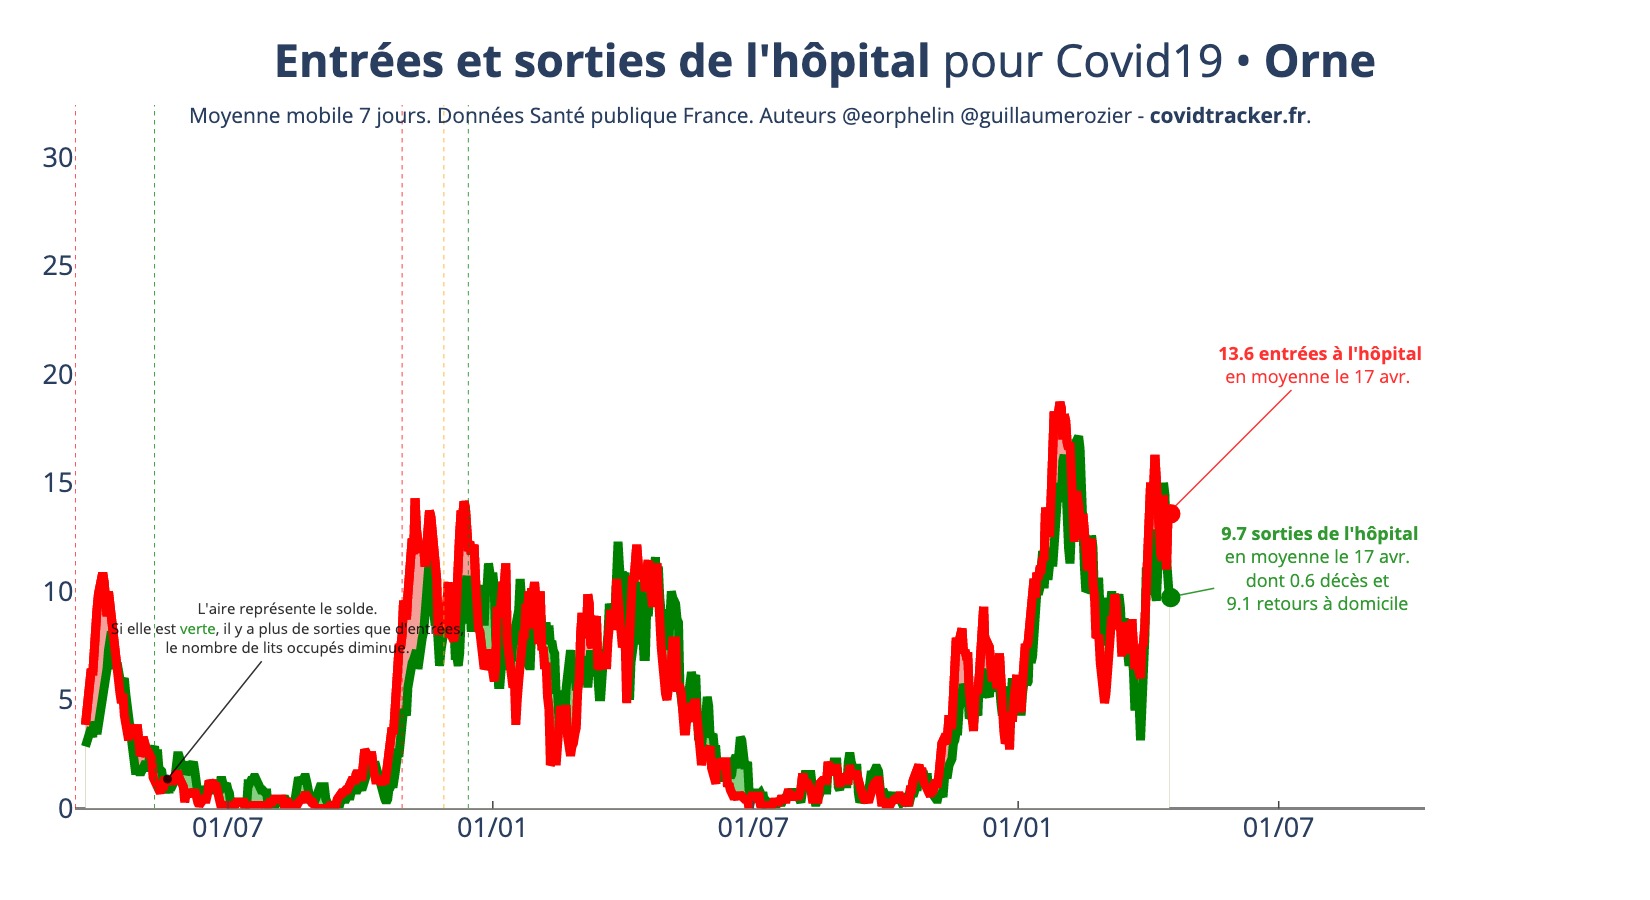 Entrées et sorties de l'hôpital pour Covid19 • Orne
Moyenne mobile 7 jours. Données Santé publique France. Auteurs @eorphelin @guillaumerozier - covidtracker.fr.
30
25
20
15
10
5
0
13.6 entrées à l'hôpital
en moyenne le 17 avr.
9.7 sorties de l'hôpital
en moyenne le 17 avr.
dont 0.6 décès et
9.1 retours à domicile
L'aire représente le solde.
Si elle est verte, il y a plus de sorties que d'entrées,
le nombre de lits occupés diminue.
01/07
01/01
01/07
01/01
01/07